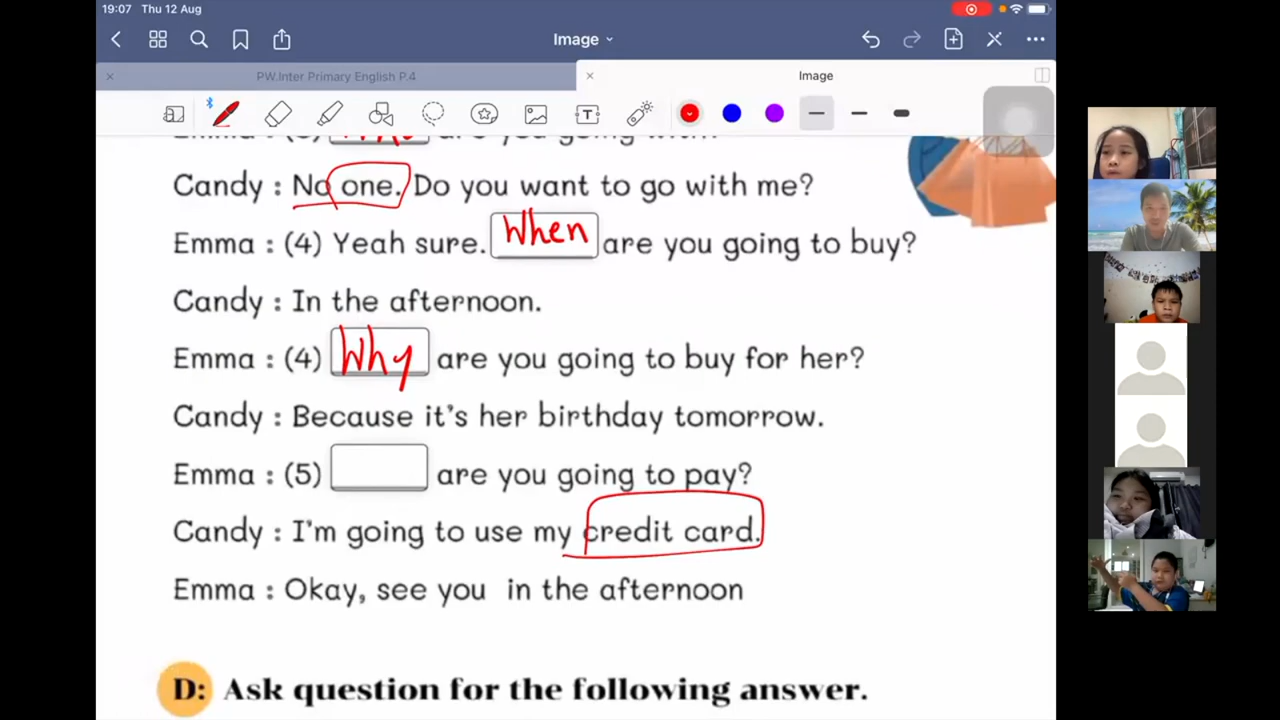 19:07 Thu 12 Aug
Image
PW.Inter Primary English P.4
Image
Candy : No one. Do you want to go with me?
Emma : (4) Yeah sure. When are you going to buy?
Candy : In the afternoon.
Emma : (4) Why are you going to buy for her?
Candy : Because it's her birthday tomorrow.
Emma : (5) are you going to pay?
Candy : I'm going to use my credit card.
Emma : Okay, see you in the afternoon
D: Ask question for the following answer.